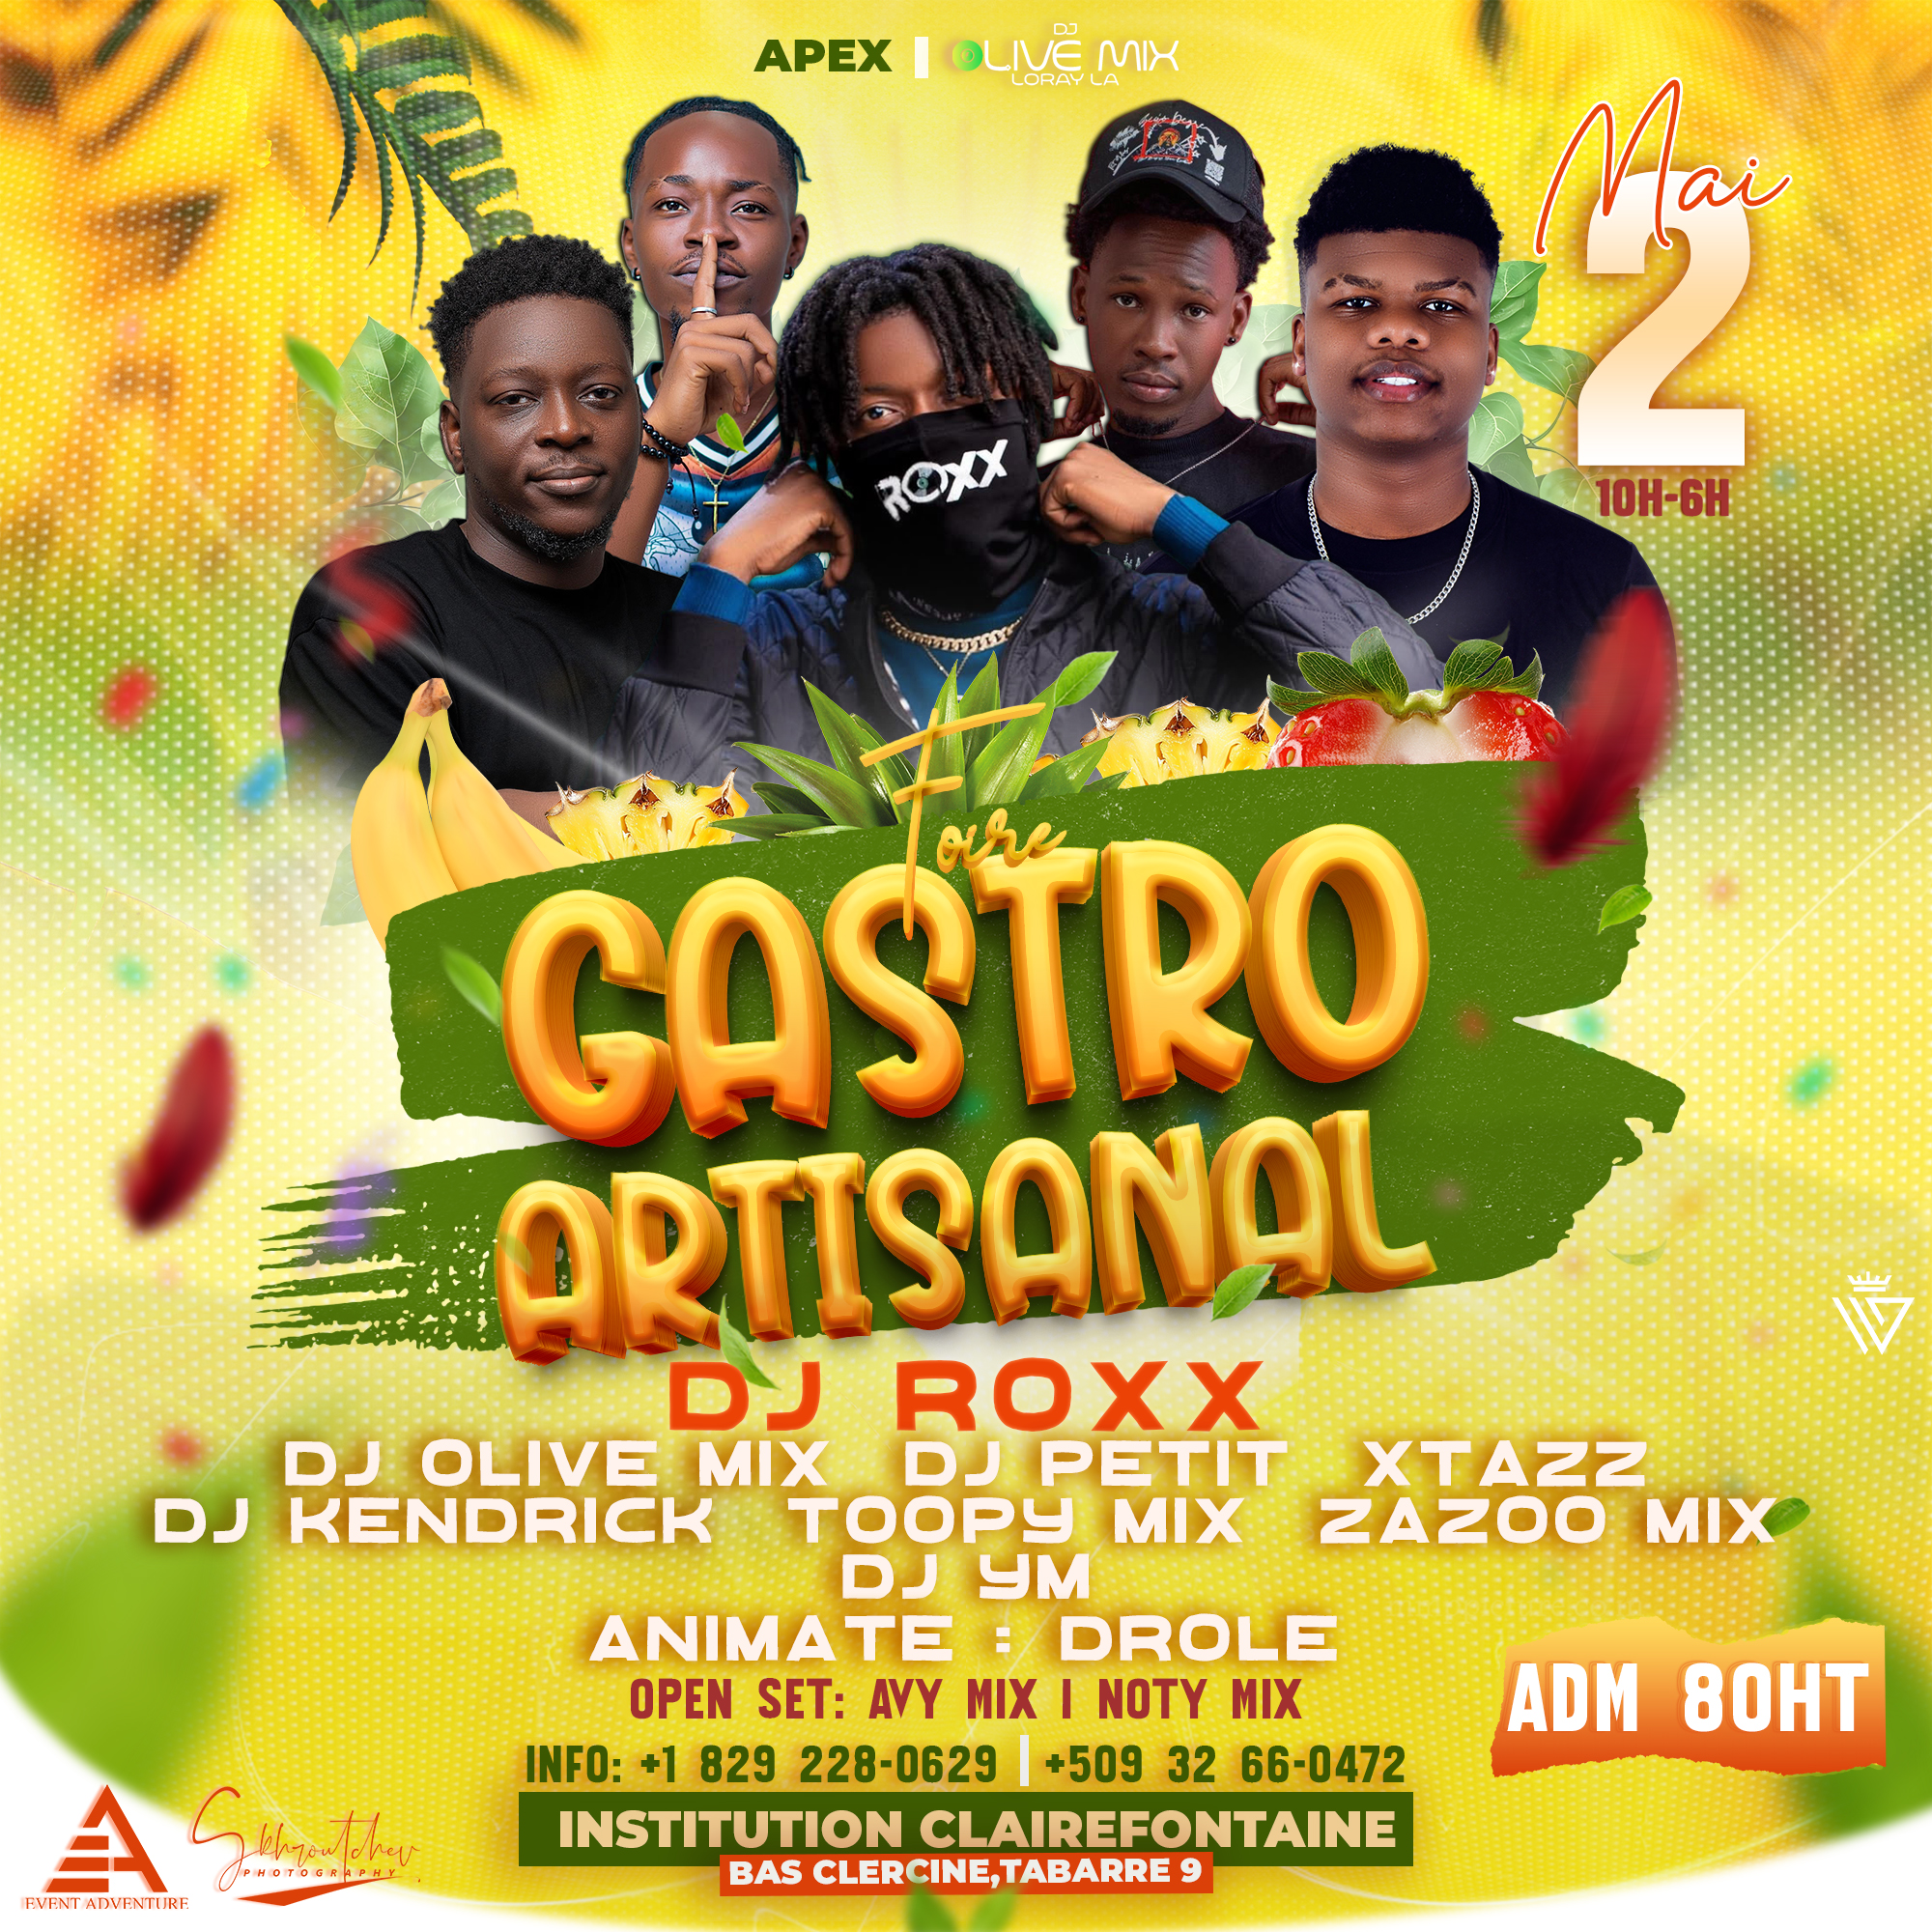 APEX | DJ OLIVE MIX
LORAY LA
Mai
2
10H-6H
ROXX
Foire
GASTRO
ARTISANAL
DJ ROXX
DJ OLIVE MIX DJ PETIT XTAZZ
DJ KENDRICK TOOPY MIX ZAZOO MIX
DJ YM
ANIMATE : DROLE
OPEN SET: AVY MIX | NOTY MIX
ADM 80HT
INFO: +1 829 228-0629 | +509 32 66-0472
INSTITUTION CLAIREFONTAINE
BAS CLERCINE,TABARRE 9
EVENT ADVENTURE
Skhroutchev
PHOTOGRAPHY